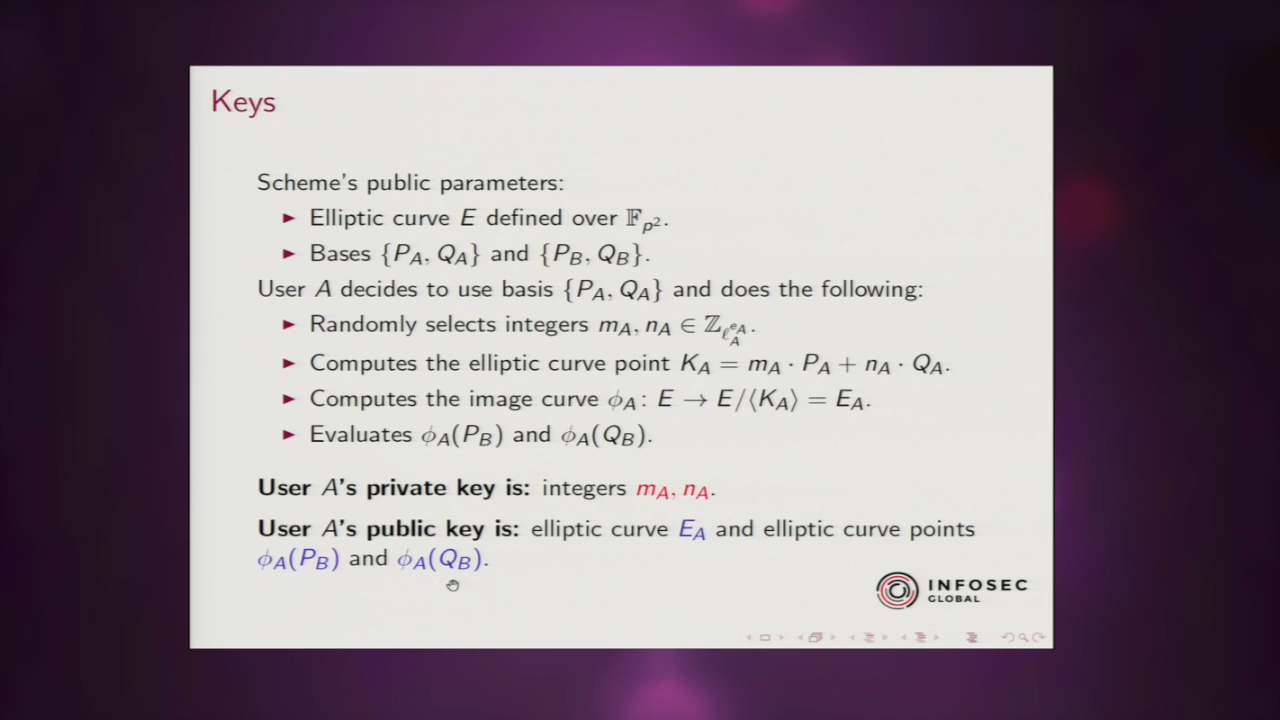 Keys
Scheme's public parameters:
► Elliptic curve E defined over 𝔽_{p²}.
► Bases {P_A, Q_A} and {P_B, Q_B}.
User A decides to use basis {P_A, Q_A} and does the following:
► Randomly selects integers m_A, n_A ∈ ℤ_{ℓ_A^{e_A}}.
► Computes the elliptic curve point K_A = m_A · P_A + n_A · Q_A.
► Computes the image curve ϕ_A: E → E/⟨K_A⟩ = E_A.
► Evaluates ϕ_A(P_B) and ϕ_A(Q_B).
User A's private key is: integers m_A, n_A.
User A's public key is: elliptic curve E_A and elliptic curve points
ϕ_A(P_B) and ϕ_A(Q_B).
INFOSEC
GLOBAL